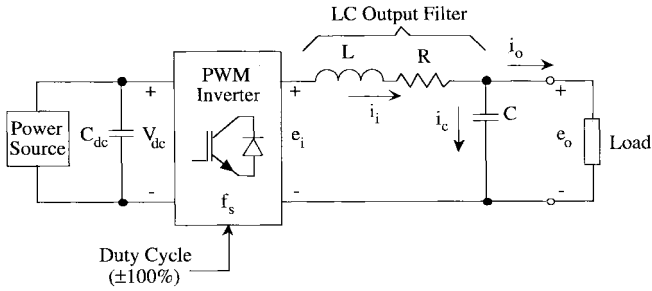 LC Output Filter
L
R
i_o
PWM
Inverter
+
+
+
i_i
i_c
C
Power
Source
C_dc
V_dc
e_i
e_o
Load
-
-
-
f_s
Duty Cycle
(±100%)